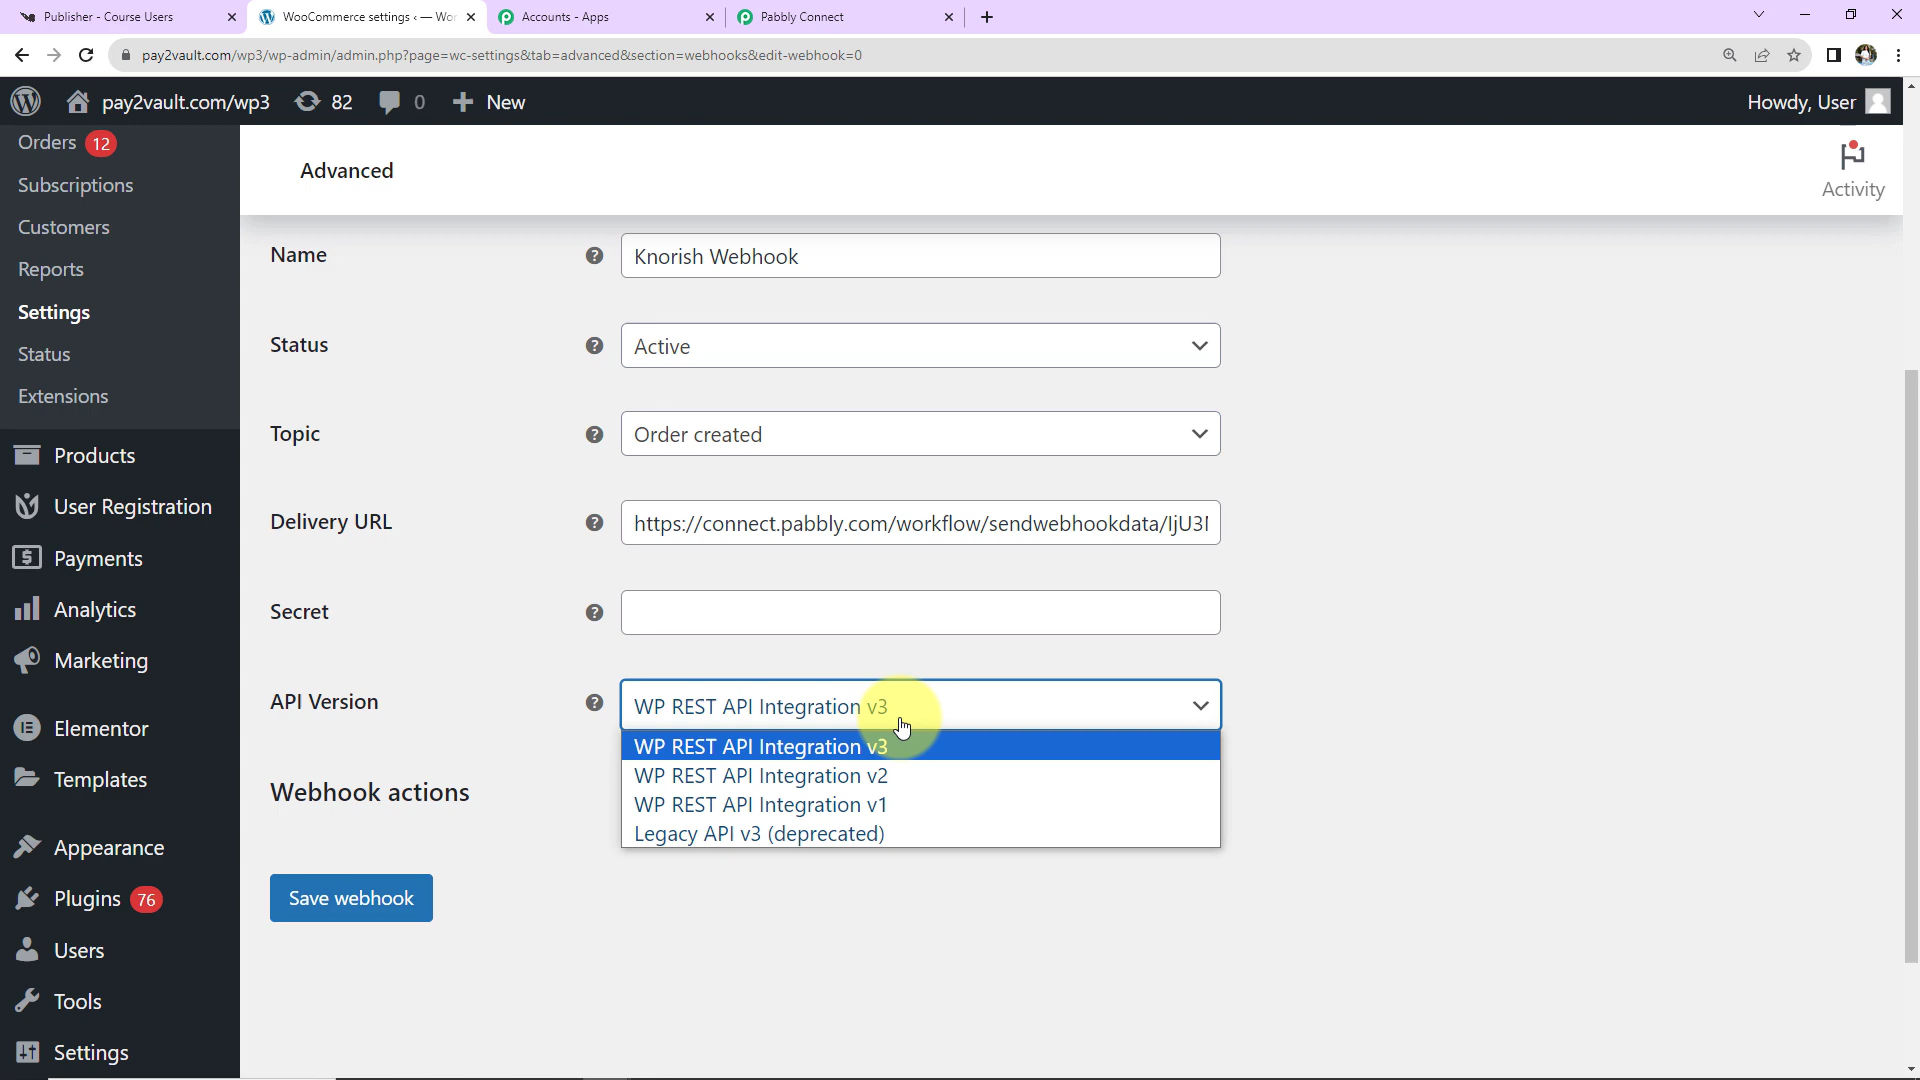 Publisher - Course Users
WooCommerce settings ‹ — Wor
Accounts - Apps
Pabbly Connect
pay2vault.com/wp3/wp-admin/admin.php?page=wc-settings&tab=advanced&section=webhooks&edit-webhook=0
pay2vault.com/wp3
82
0
New
Howdy, User
Orders 12
Subscriptions
Customers
Reports
Settings
Status
Extensions
Products
User Registration
Payments
Analytics
Marketing
Elementor
Templates
Appearance
Plugins 76
Users
Tools
Settings
Advanced
Activity
Name
Knorish Webhook
Status
Active
Topic
Order created
Delivery URL
https://connect.pabbly.com/workflow/sendwebhookdata/IjU3
Secret
API Version
WP REST API Integration v3
WP REST API Integration v3
WP REST API Integration v2
WP REST API Integration v1
Legacy API v3 (deprecated)
Webhook actions
Save webhook